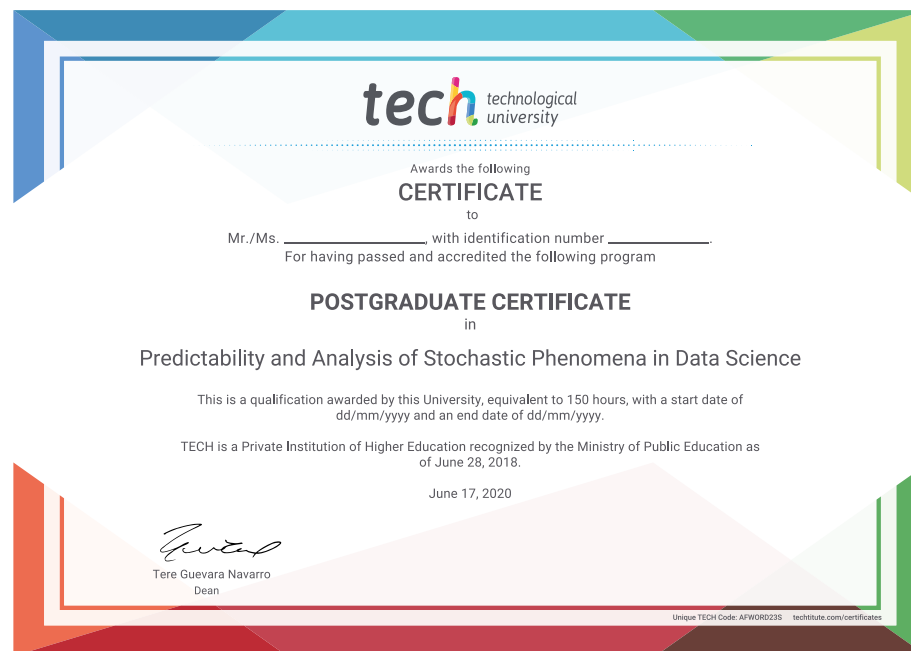 tech technological
university
Awards the following
CERTIFICATE
to
Mr./Ms. ____________________, with identification number ______________.
For having passed and accredited the following program
POSTGRADUATE CERTIFICATE
in
Predictability and Analysis of Stochastic Phenomena in Data Science
This is a qualification awarded by this University, equivalent to 150 hours, with a start date of
dd/mm/yyyy and an end date of dd/mm/yyyy.
TECH is a Private Institution of Higher Education recognized by the Ministry of Public Education as
of June 28, 2018.
June 17, 2020
Tere Guevara Navarro
Dean
Unique TECH Code: AFWORD23S techtitute.com/certificates